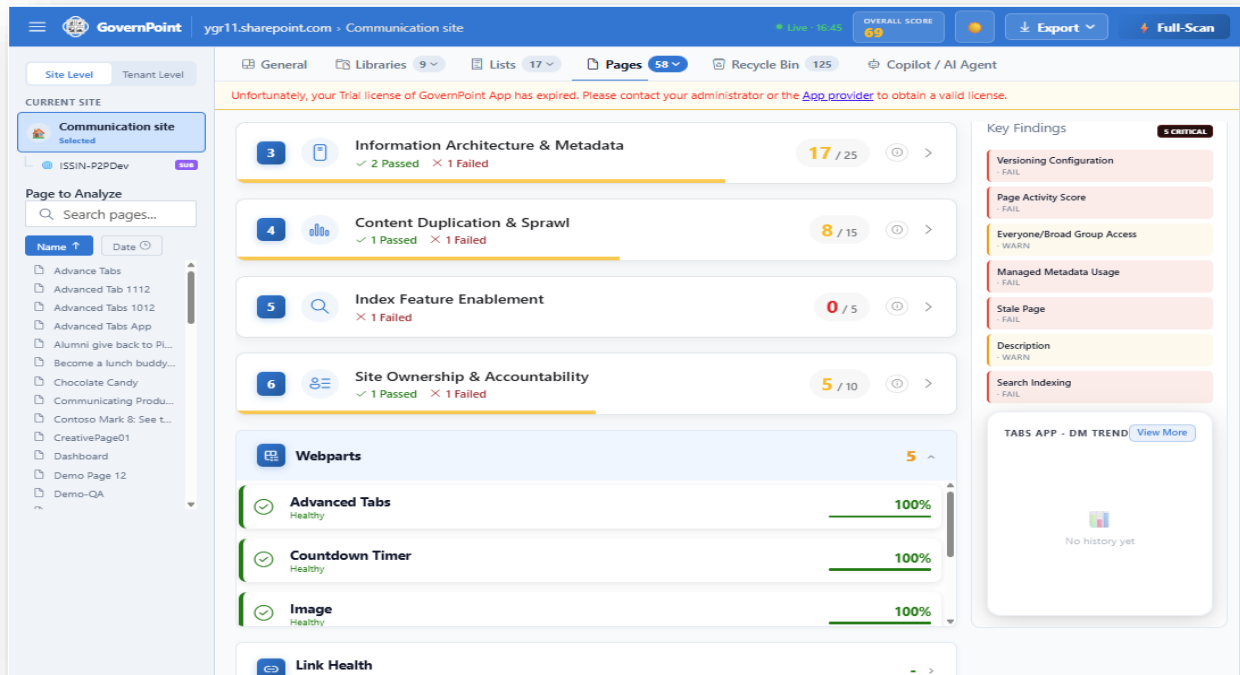 GovernPoint ygr11.sharepoint.com › Communication site
Live · 16:45
OVERALL SCORE
69
Export
Full-Scan
Site Level Tenant Level
CURRENT SITE
Communication site
Selected
ISSIN-P2PDev SUB
Page to Analyze
Search pages...
Name ↑ Date
Advance Tabs
Advanced Tab 1112
Advanced Tabs 1012
Advanced Tabs App
Alumni give back to Pi...
Become a lunch buddy...
Chocolate Candy
Communicating Produ...
Contoso Mark 8: See t...
CreativePage01
Dashboard
Demo Page 12
Demo-QA
General Libraries 9 Lists 17 Pages 58 Recycle Bin 125 Copilot / AI Agent
Unfortunately, your Trial license of GovernPoint App has expired. Please contact your administrator or the App provider to obtain a valid license.
3 Information Architecture & Metadata 17 / 25
✓ 2 Passed ✕ 1 Failed
4 Content Duplication & Sprawl 8 / 15
✓ 1 Passed ✕ 1 Failed
5 Index Feature Enablement 0 / 5
✕ 1 Failed
6 Site Ownership & Accountability 5 / 10
✓ 1 Passed ✕ 1 Failed
Webparts 5
Advanced Tabs 100%
Healthy
Countdown Timer 100%
Healthy
Image 100%
Healthy
Link Health -
Key Findings 5 CRITICAL
Versioning Configuration
· FAIL
Page Activity Score
· FAIL
Everyone/Broad Group Access
· WARN
Managed Metadata Usage
· FAIL
Stale Page
· FAIL
Description
· WARN
Search Indexing
· FAIL
TABS APP - DM TREND View More
No history yet